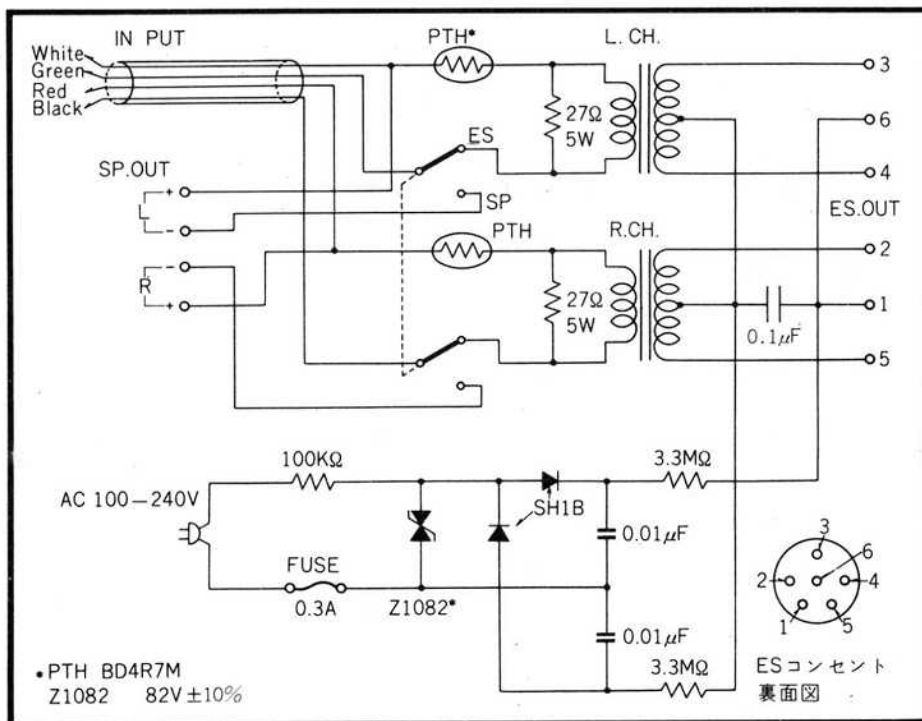 IN PUT
White
Green
Red
Black
PTH*
L. CH.
27Ω
5W
ES
SP
SP.OUT
+
L
-
-
R
+
PTH
R.CH.
27Ω
5W
3
6
4
ES.OUT
2
1
5
0.1μF
100KΩ
AC 100—240V
FUSE
0.3A
Z1082*
SH1B
3.3MΩ
0.01μF
0.01μF
3.3MΩ
3
6
2
4
1
5
ESコンセント
裏面図
*PTH BD4R7M
Z1082 82V±10%